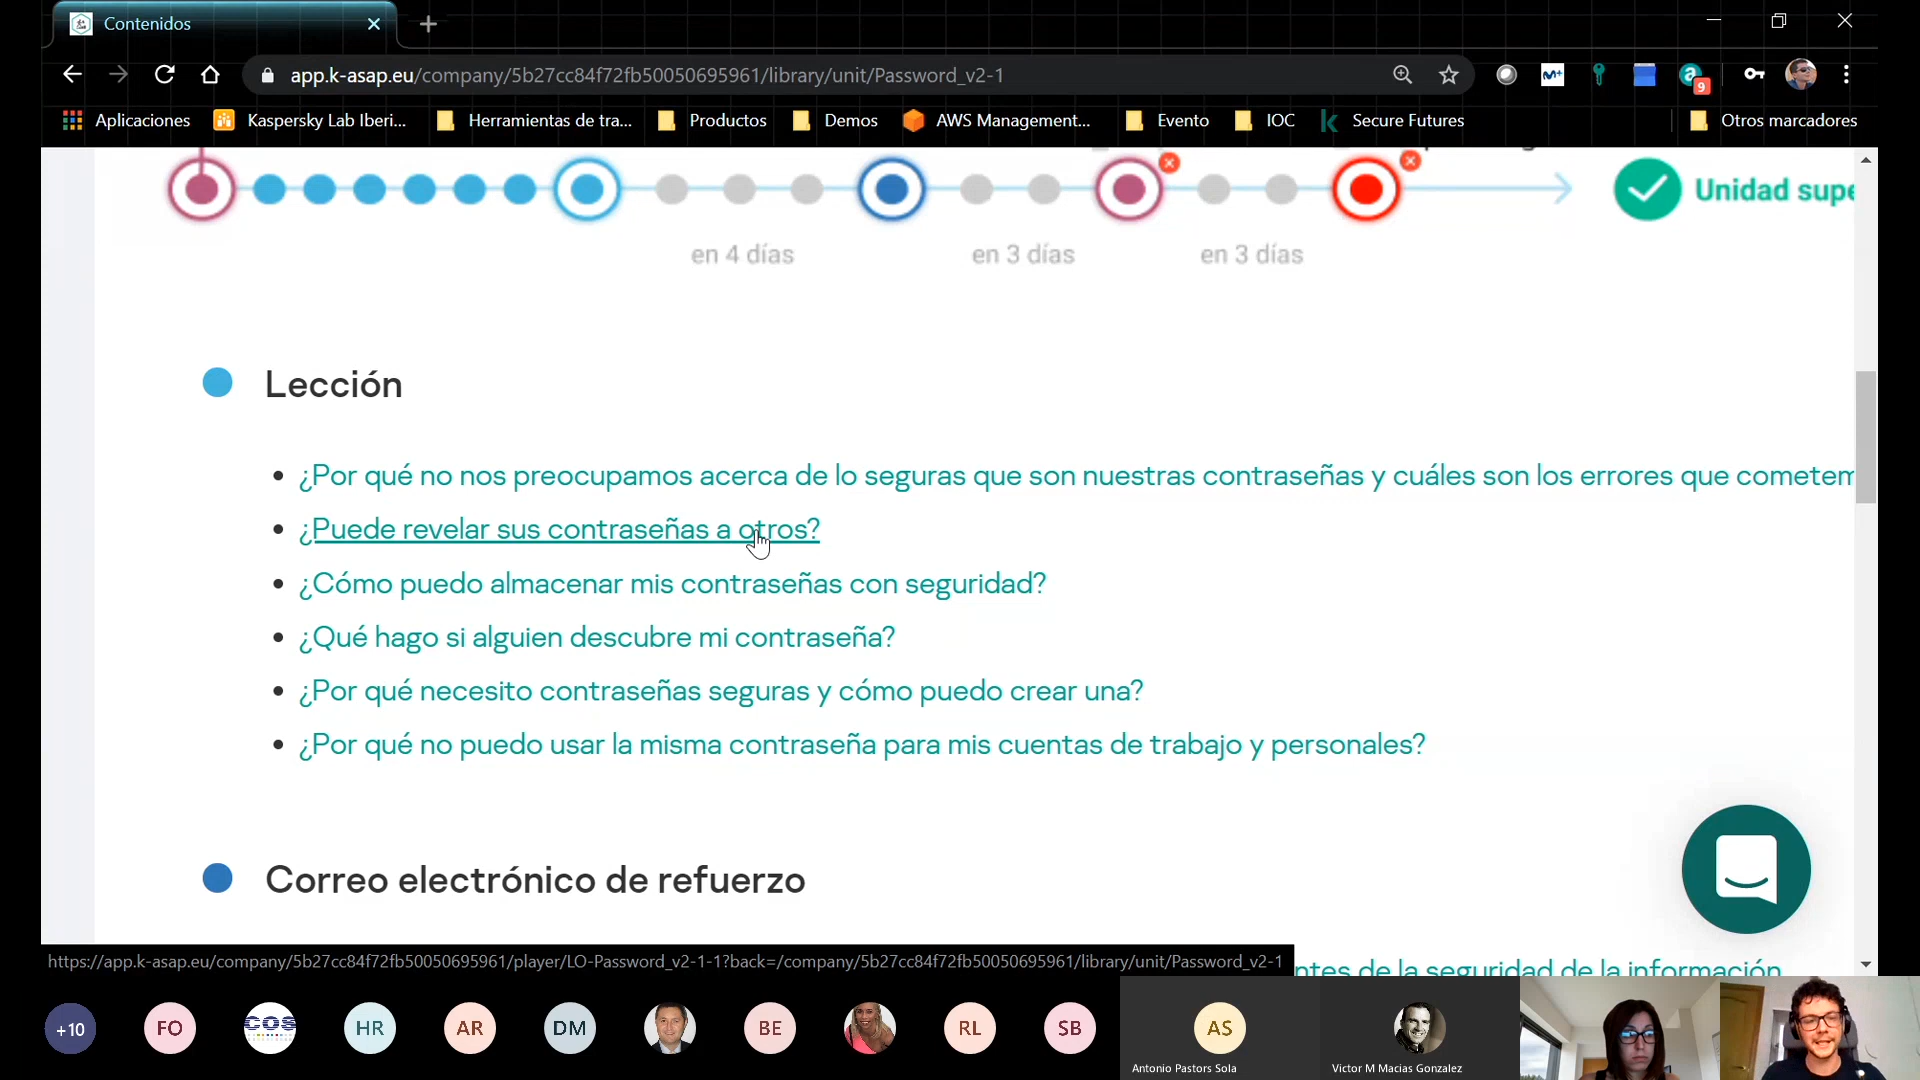 Contenidos
app.k-asap.eu/company/5b27cc84f72fb50050695961/library/unit/Password_v2-1
9
Aplicaciones
Kaspersky Lab Iberi...
Herramientas de tra...
Productos
Demos
AWS Management...
Evento
IOC
Secure Futures
Otros marcadores
Unidad supe
en 4 días
en 3 días
en 3 días
Lección
• ¿Por qué no nos preocupamos acerca de lo seguras que son nuestras contraseñas y cuáles son los errores que cometem
• ¿Puede revelar sus contraseñas a otros?
• ¿Cómo puedo almacenar mis contraseñas con seguridad?
• ¿Qué hago si alguien descubre mi contraseña?
• ¿Por qué necesito contraseñas seguras y cómo puedo crear una?
• ¿Por qué no puedo usar la misma contraseña para mis cuentas de trabajo y personales?
Correo electrónico de refuerzo
https://app.k-asap.eu/company/5b27cc84f72fb50050695961/player/LO-Password_v2-1-1?back=/company/5b27cc84f72fb50050695961/library/unit/Password_v2-1
ntes de la seguridad de la información
+10
FO
cos
HR
AR
DM
BE
RL
SB
AS
Antonio Pastors Sola
Victor M Macias Gonzalez